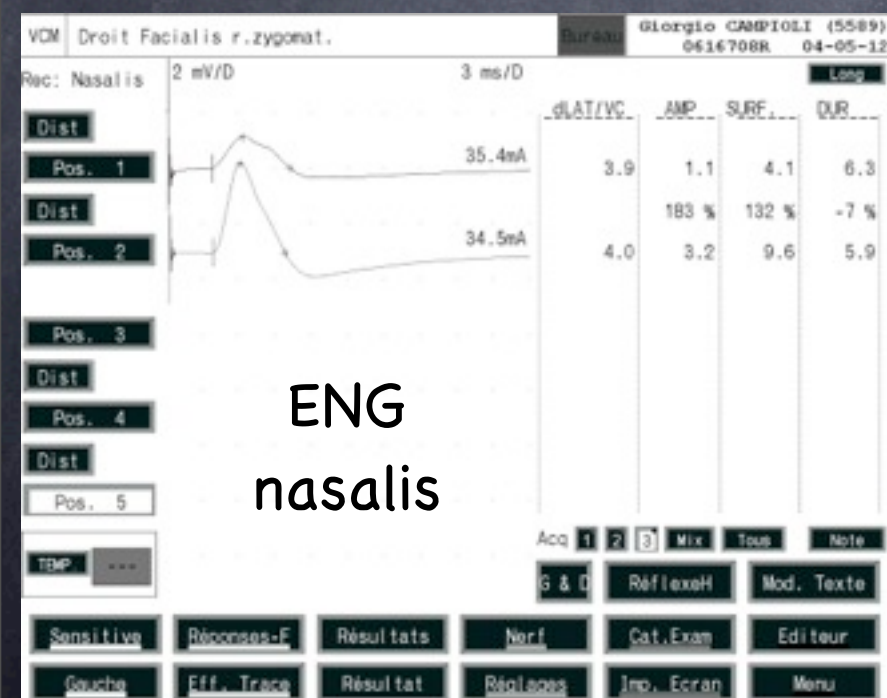 VCM Droit Facialis r.zygomat. Bureau Giorgio CAMPIOLI (5589)
0616708R 04-05-12
Rec: Nasalis 2 mV/D 3 ms/D Long
dLAT/VC AMP SURF. DUR
Dist
Pos. 1 35.4mA 3.9 1.1 4.1 6.3
Dist 183 % 132 % -7 %
Pos. 2 34.5mA 4.0 3.2 9.6 5.9
Pos. 3
Dist
Pos. 4
Dist
Pos. 5
ENG
nasalis
Acq 1 2 3 Mix Tous Note
TEMP. ---
G & D RéflexeH Mod. Texte
Sensitive Réponses-F Résultats Nerf Cat.Exam Editeur
Gauche Eff. Trace Résultat Réglages Imp. Ecran Menu